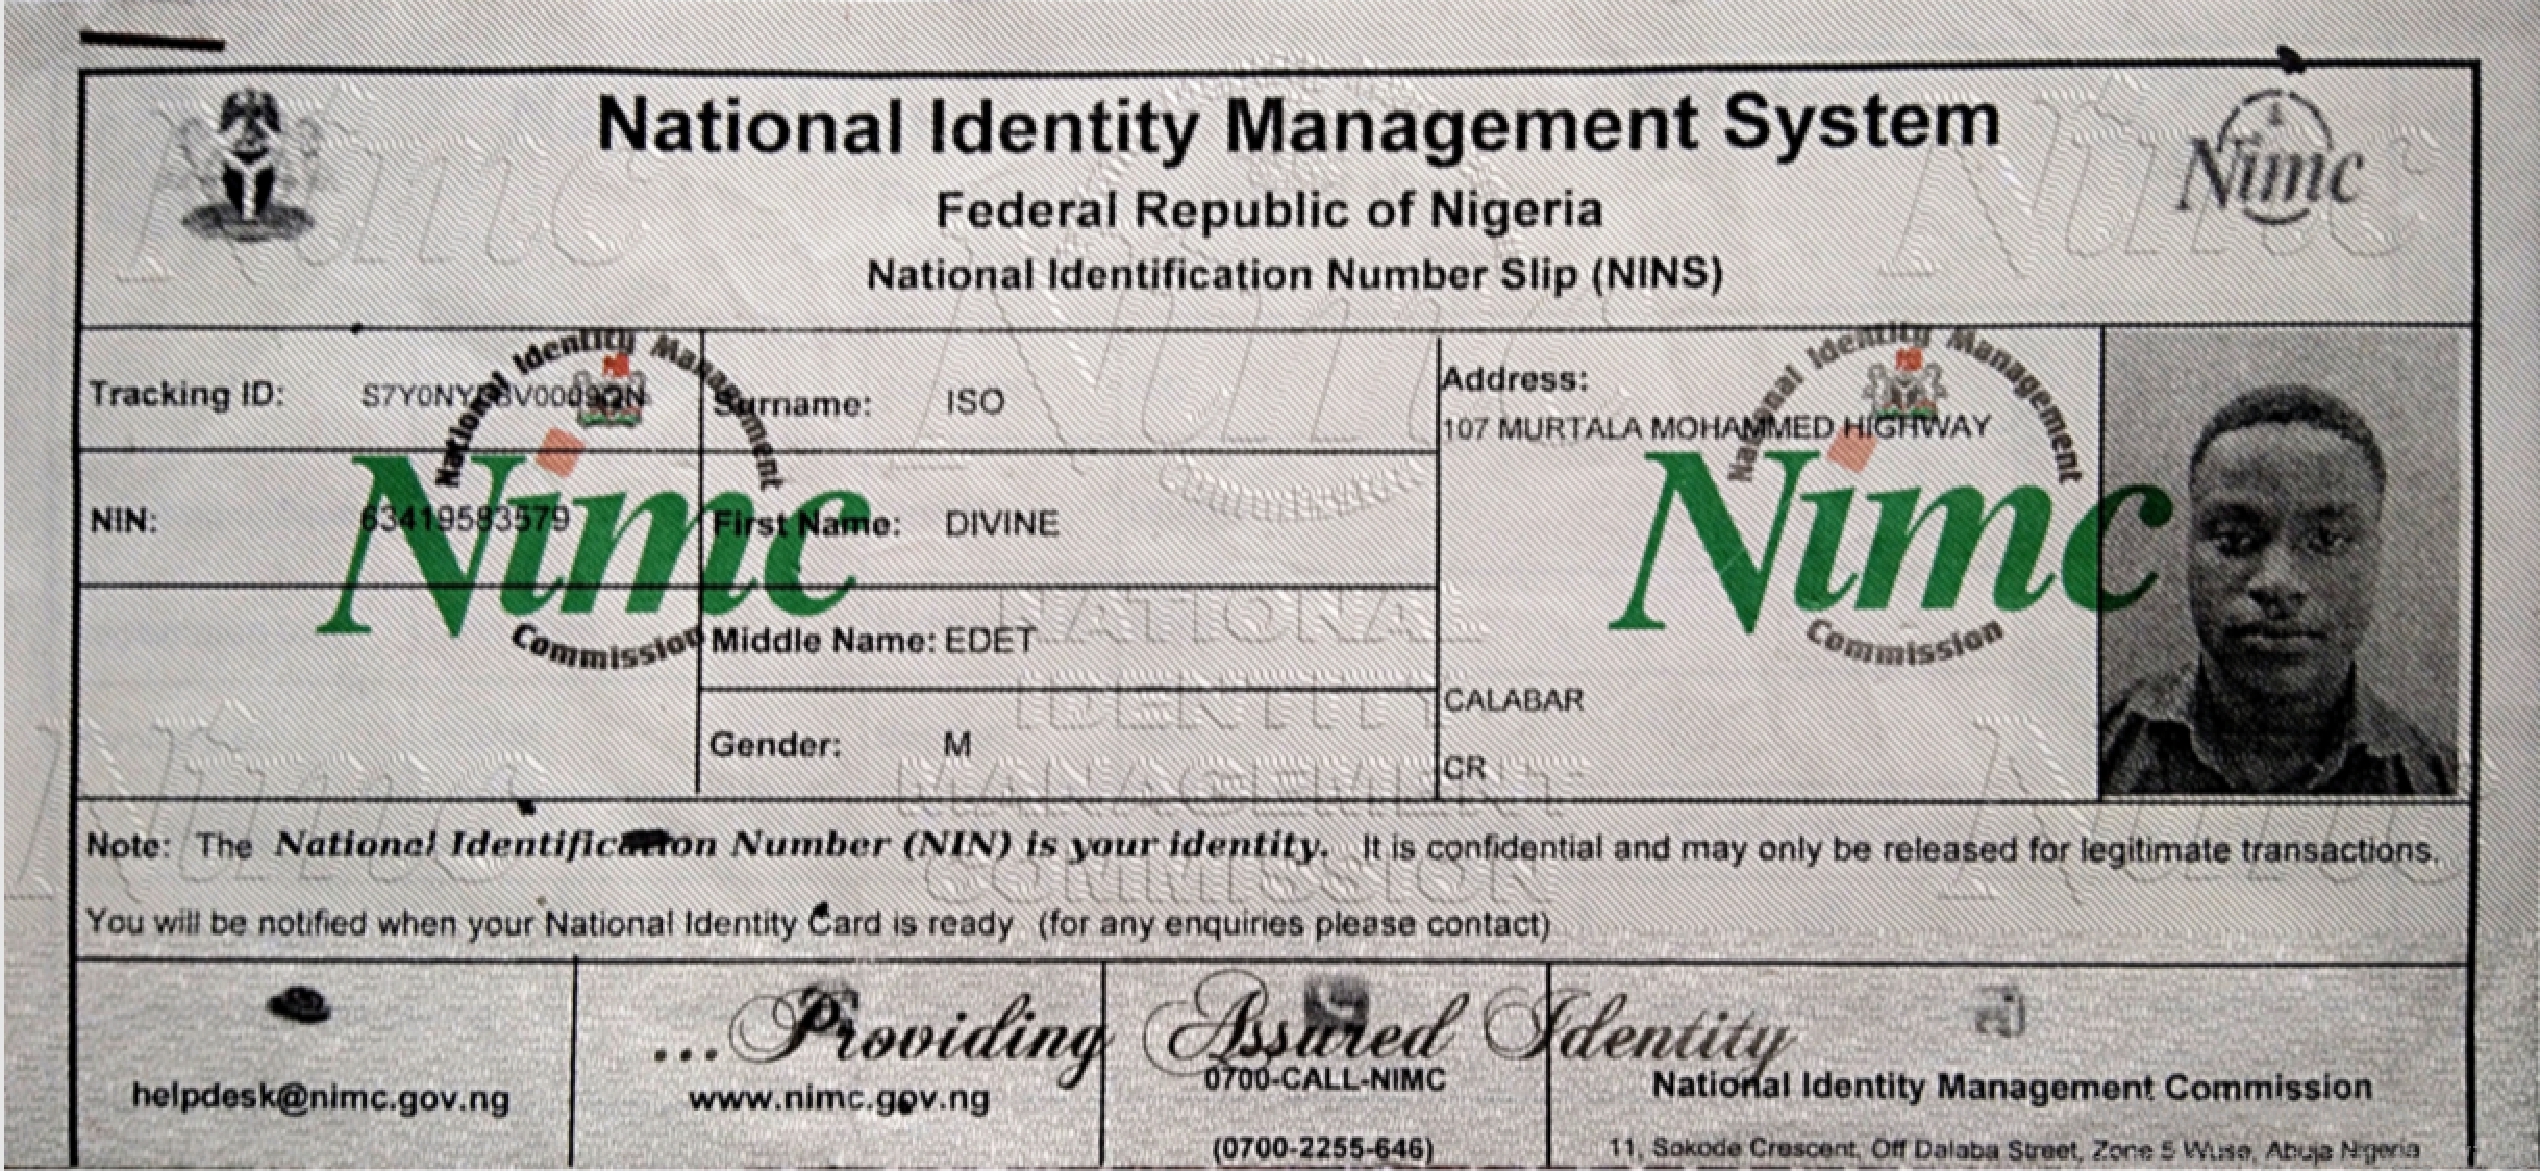 National Identity Management System
Federal Republic of Nigeria
National Identification Number Slip (NINS)
Nimc
Tracking ID:
Surname: ISO
Address:
107 MURTALA MOHAMMED HIGHWAY
National Identity Management
Nimc
Commission
National Identity Management
Nimc
Commission
NIN: 63419583579
First Name: DIVINE
Middle Name: EDET
CALABAR
Gender: M
CR
Note: The National Identification Number (NIN) is your identity. It is confidential and may only be released for legitimate transactions.
You will be notified when your National Identity Card is ready (for any enquiries please contact)
...Providing Assured Identity
helpdesk@nimc.gov.ng
www.nimc.gov.ng
0700-CALL-NIMC
(0700-2255-646)
National Identity Management Commission
11, Sokode Crescent, Off Dalaba Street, Zone 5 Wuse, Abuja Nigeria
NATIONAL
IDENTITY
MANAGEMENT
COMMISSION